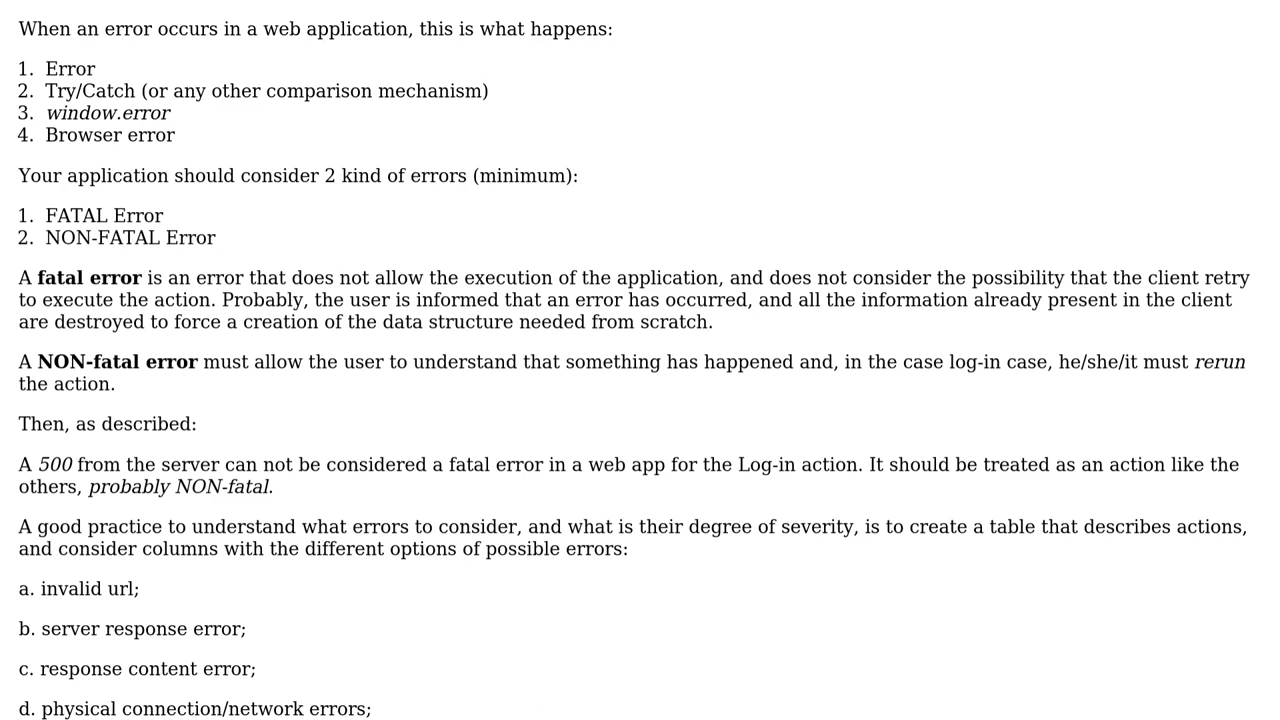 When an error occurs in a web application, this is what happens:
1. Error
2. Try/Catch (or any other comparison mechanism)
3. window.error
4. Browser error
Your application should consider 2 kind of errors (minimum):
1. FATAL Error
2. NON-FATAL Error
A fatal error is an error that does not allow the execution of the application, and does not consider the possibility that the client retry
to execute the action. Probably, the user is informed that an error has occurred, and all the information already present in the client
are destroyed to force a creation of the data structure needed from scratch.
A NON-fatal error must allow the user to understand that something has happened and, in the case log-in case, he/she/it must rerun
the action.
Then, as described:
A 500 from the server can not be considered a fatal error in a web app for the Log-in action. It should be treated as an action like the
others, probably NON-fatal.
A good practice to understand what errors to consider, and what is their degree of severity, is to create a table that describes actions,
and consider columns with the different options of possible errors:
a. invalid url;
b. server response error;
c. response content error;
d. physical connection/network errors;